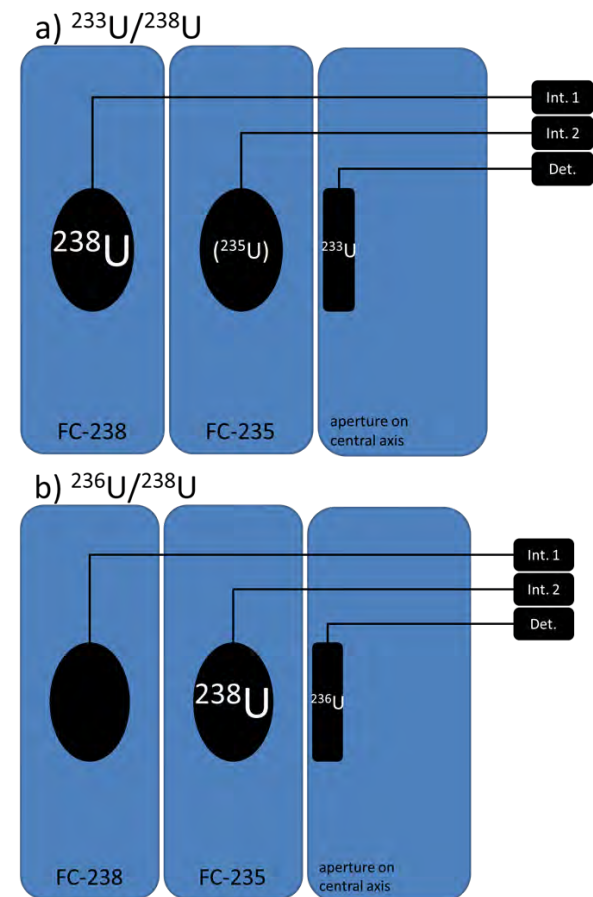 a) ²³³U/²³⁸U
Int. 1
Int. 2
Det.
²³⁸U
(²³⁵U)
²³³U
FC-238
FC-235
aperture on
central axis
b) ²³⁶U/²³⁸U
Int. 1
Int. 2
Det.
²³⁸U
²³⁶U
FC-238
FC-235
aperture on
central axis